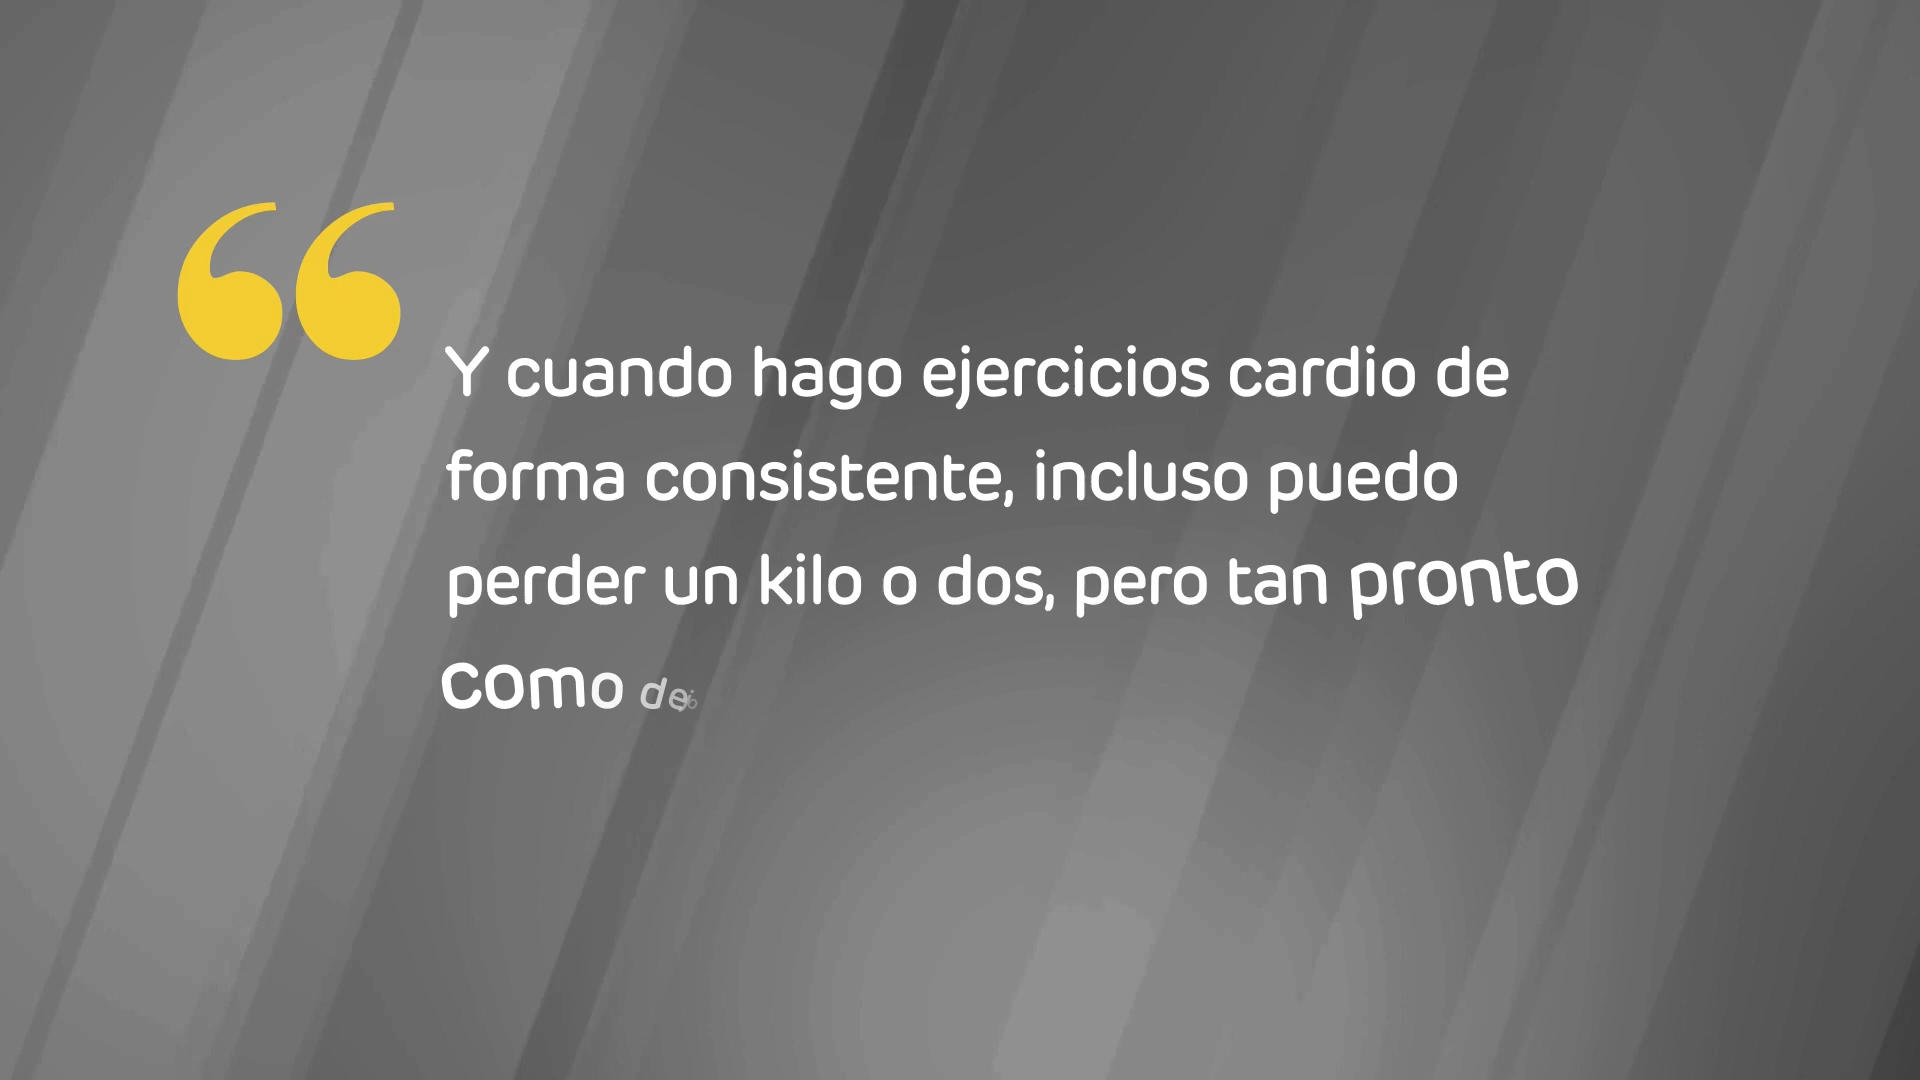 Y cuando hago ejercicios cardio de
forma consistente, incluso puedo
perder un kilo o dos, pero tan pronto
como